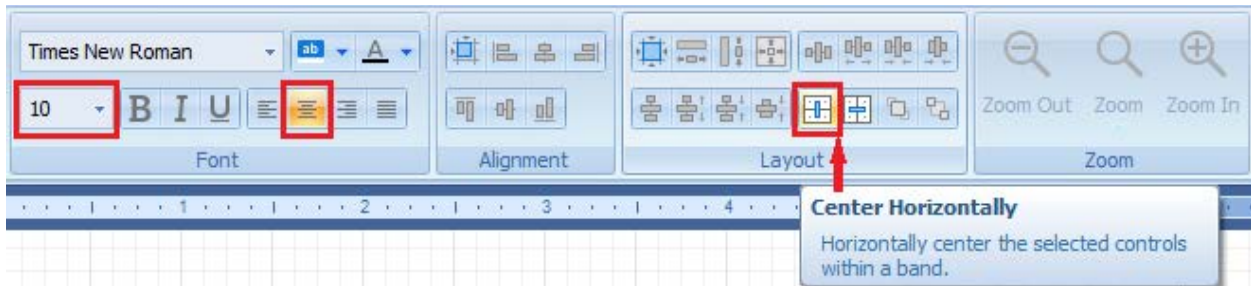 Times New Roman ab A
10 B I U
Zoom Out Zoom Zoom In
Font Alignment Layout Zoom
1 2 3 4
Center Horizontally
Horizontally center the selected controls
within a band.